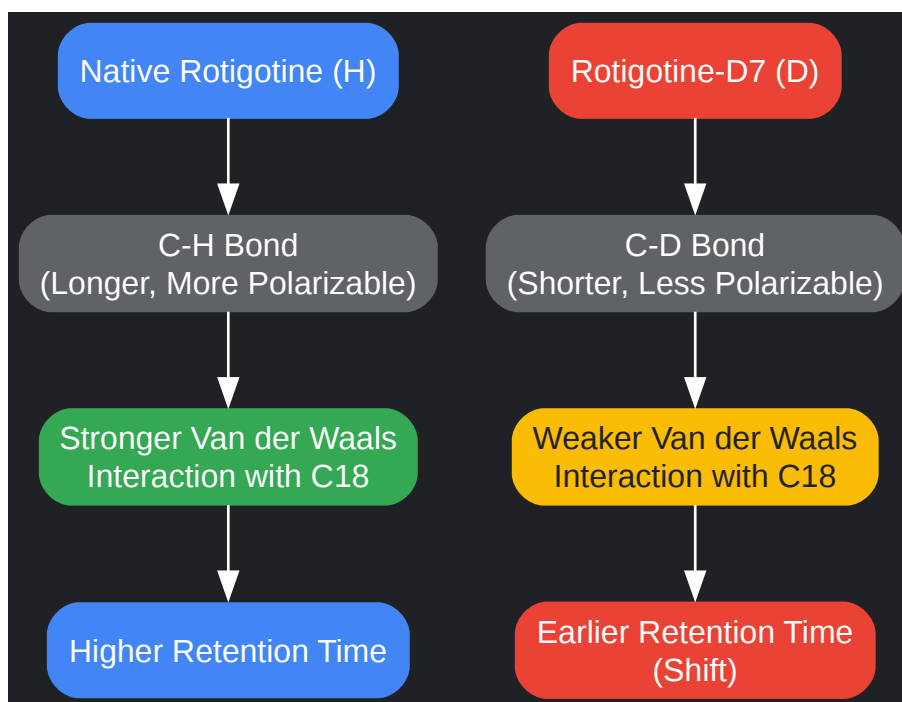 Native Rotigotine (H)
Rotigotine-D7 (D)
C-H Bond
(Longer, More Polarizable)
C-D Bond
(Shorter, Less Polarizable)
Stronger Van der Waals
Interaction with C18
Weaker Van der Waals
Interaction with C18
Higher Retention Time
Earlier Retention Time
(Shift)